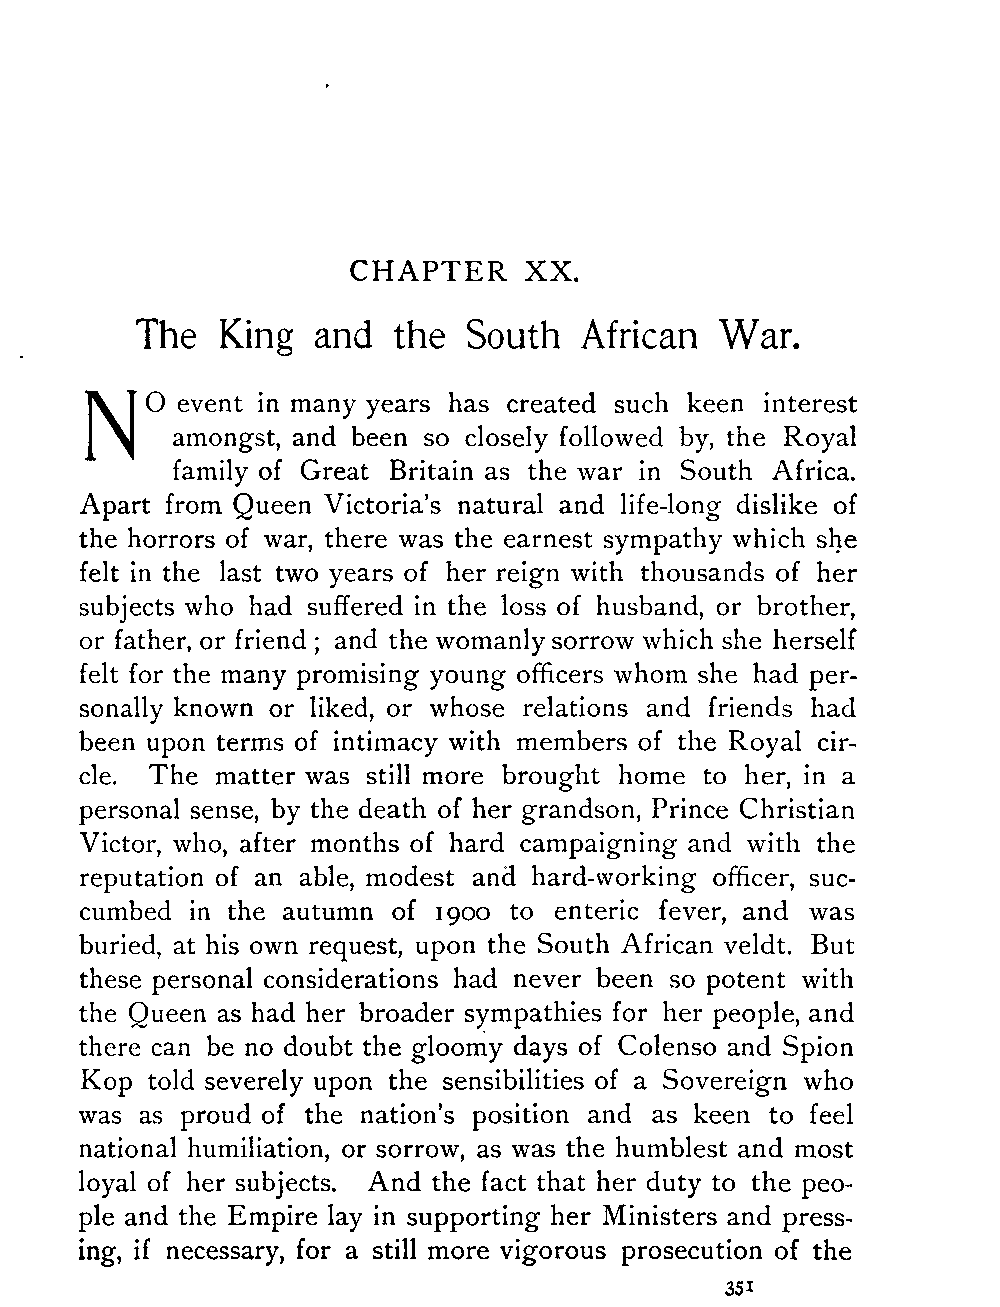 CHAPTER XX.
The King and the South African War.
NO event in many years has created such keen interest
amongst, and been so closely followed by, the Royal
family of Great Britain as the war in South Africa.
Apart from Queen Victoria's natural and life-long dislike of
the horrors of war, there was the earnest sympathy which she
felt in the last two years of her reign with thousands of her
subjects who had suffered in the loss of husband, or brother,
or father, or friend ; and the womanly sorrow which she herself
felt for the many promising young officers whom she had per-
sonally known or liked, or whose relations and friends had
been upon terms of intimacy with members of the Royal cir-
cle. The matter was still more brought home to her, in a
personal sense, by the death of her grandson, Prince Christian
Victor, who, after months of hard campaigning and with the
reputation of an able, modest and hard-working officer, suc-
cumbed in the autumn of 1900 to enteric fever, and was
buried, at his own request, upon the South African veldt. But
these personal considerations had never been so potent with
the Queen as had her broader sympathies for her people, and
there can be no doubt the gloomy days of Colenso and Spion
Kop told severely upon the sensibilities of a Sovereign who
was as proud of the nation's position and as keen to feel
national humiliation, or sorrow, as was the humblest and most
loyal of her subjects. And the fact that her duty to the peo-
ple and the Empire lay in supporting her Ministers and press-
ing, if necessary, for a still more vigorous prosecution of the
351